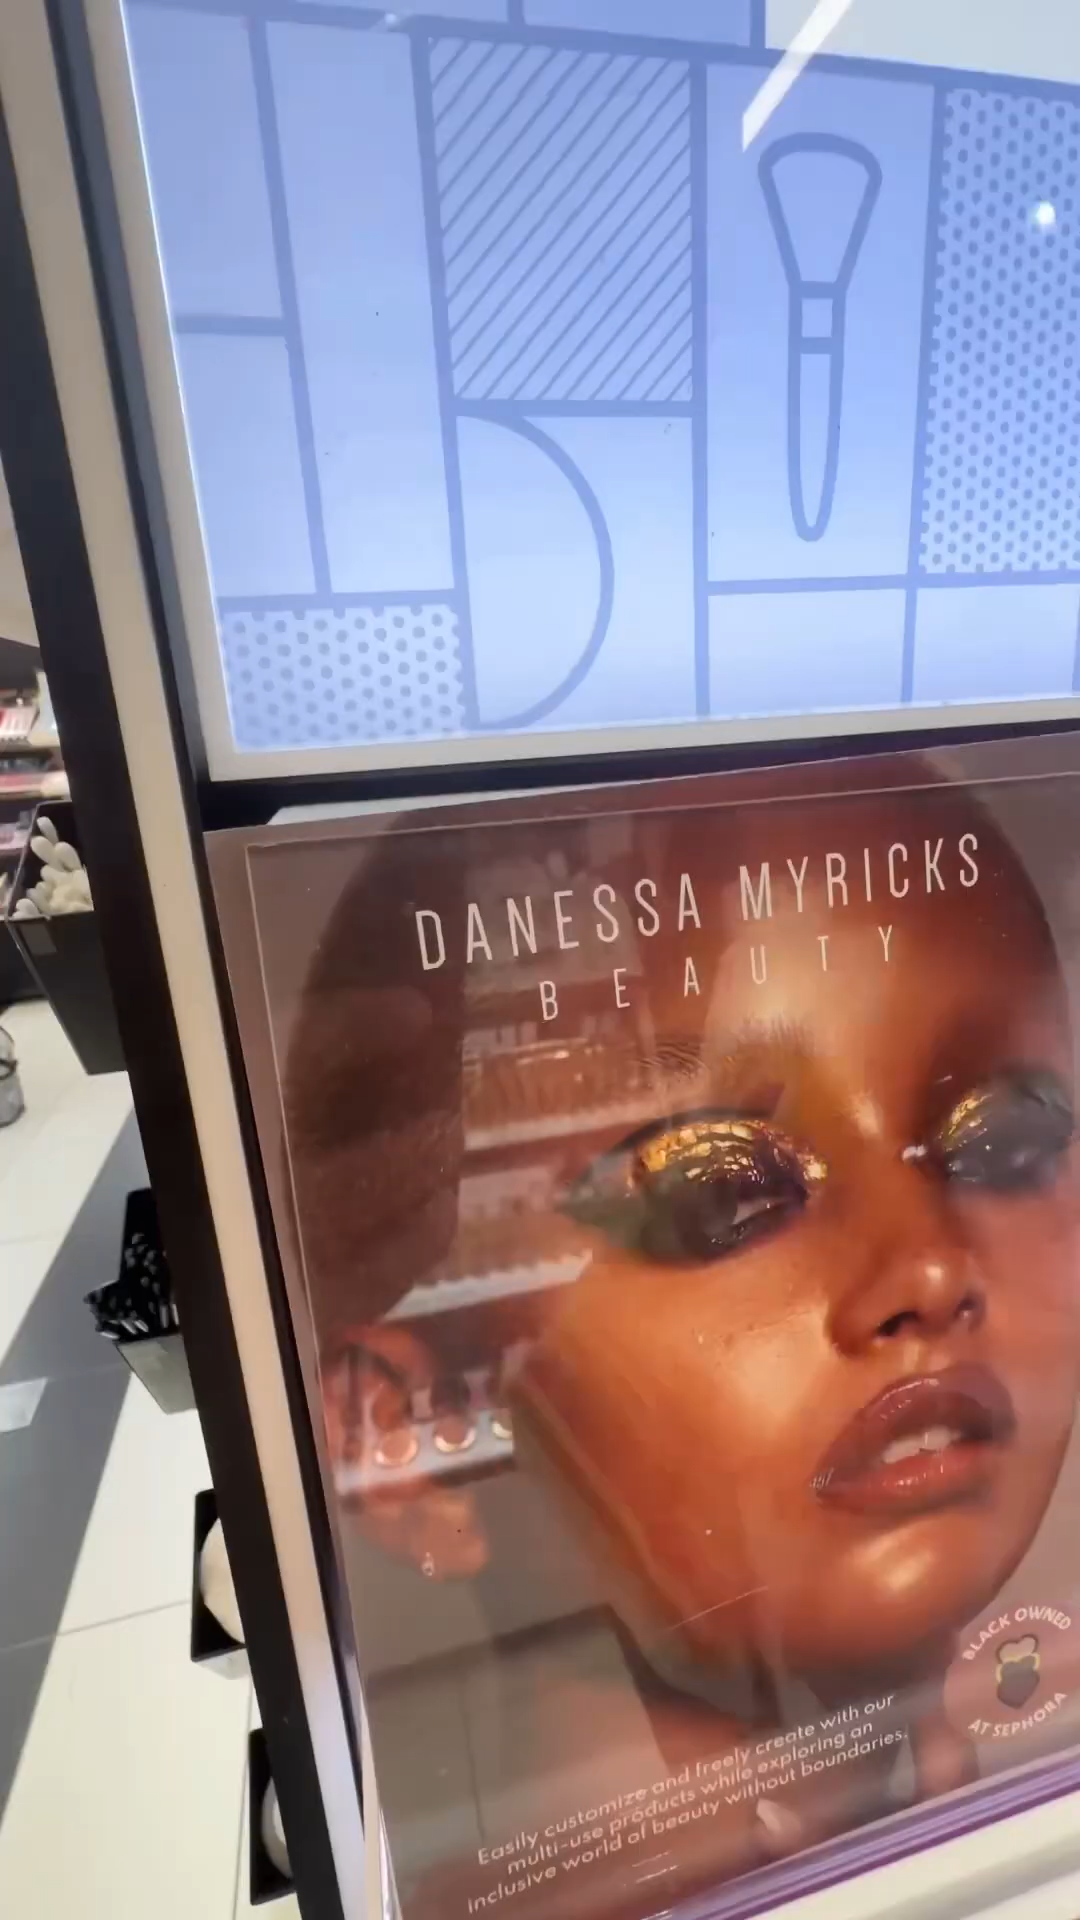 DANESSA MYRICKS
BEAUTY
BLACK OWNED
AT SEPHORA
Easily customize and freely create with our
multi-use products while exploring an
inclusive world of beauty without boundaries.